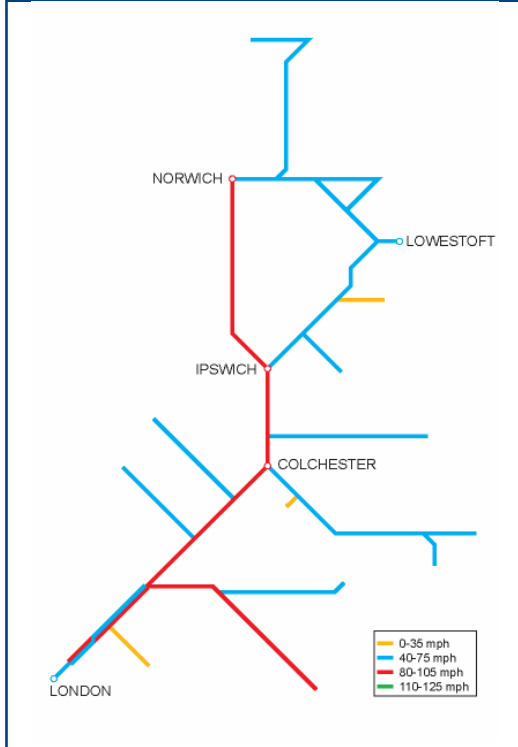 NORWICH
LOWESTOFT
IPSWICH
COLCHESTER
0-35 mph
40-75 mph
80-105 mph
110-125 mph
LONDON